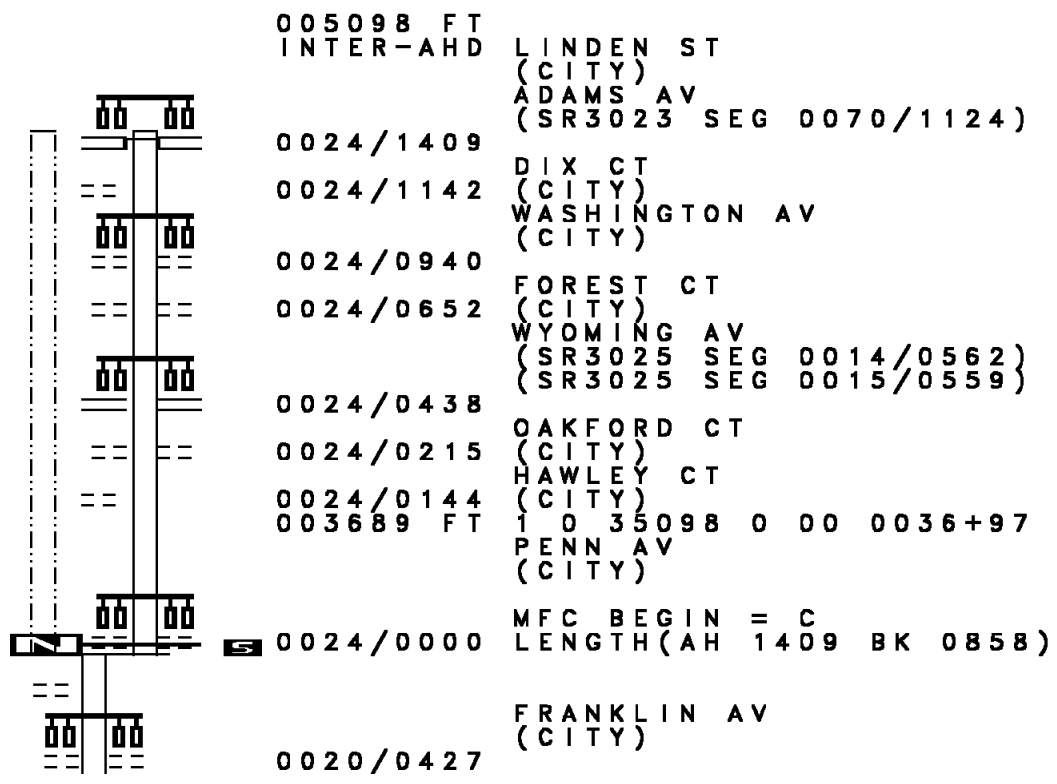 005098 FT
INTER-AHD LINDEN ST
(CITY)
ADAMS AV
(SR3023 SEG 0070/1124)
0024/1409
DIX CT
0024/1142 (CITY)
WASHINGTON AV
(CITY)
0024/0940
FOREST CT
0024/0652 (CITY)
WYOMING AV
(SR3025 SEG 0014/0562)
(SR3025 SEG 0015/0559)
0024/0438
OAKFORD CT
0024/0215 (CITY)
HAWLEY CT
0024/0144 (CITY)
003689 FT 1 0 35098 0 00 0036+97
PENN AV
(CITY)
MFC BEGIN = C
N S 0024/0000 LENGTH(AH 1409 BK 0858)
FRANKLIN AV
(CITY)
0020/0427